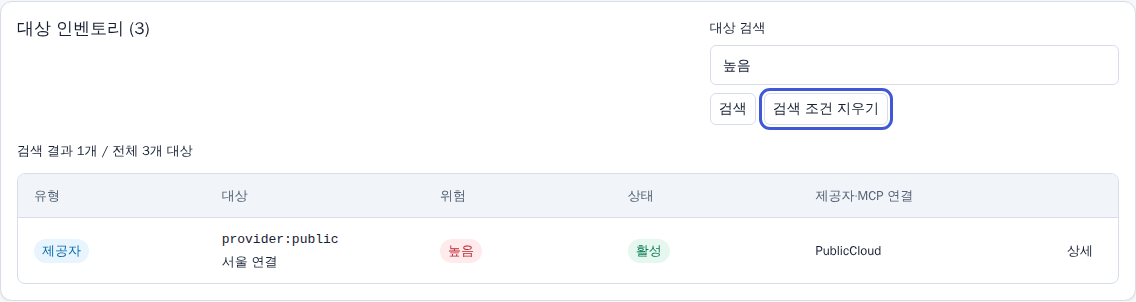 대상 인벤토리 (3)
대상 검색
높음
검색 검색 조건 지우기
검색 결과 1개 / 전체 3개 대상
유형 대상 위험 상태 제공자·MCP 연결
제공자 provider:public 높음 활성 PublicCloud 상세
서울 연결